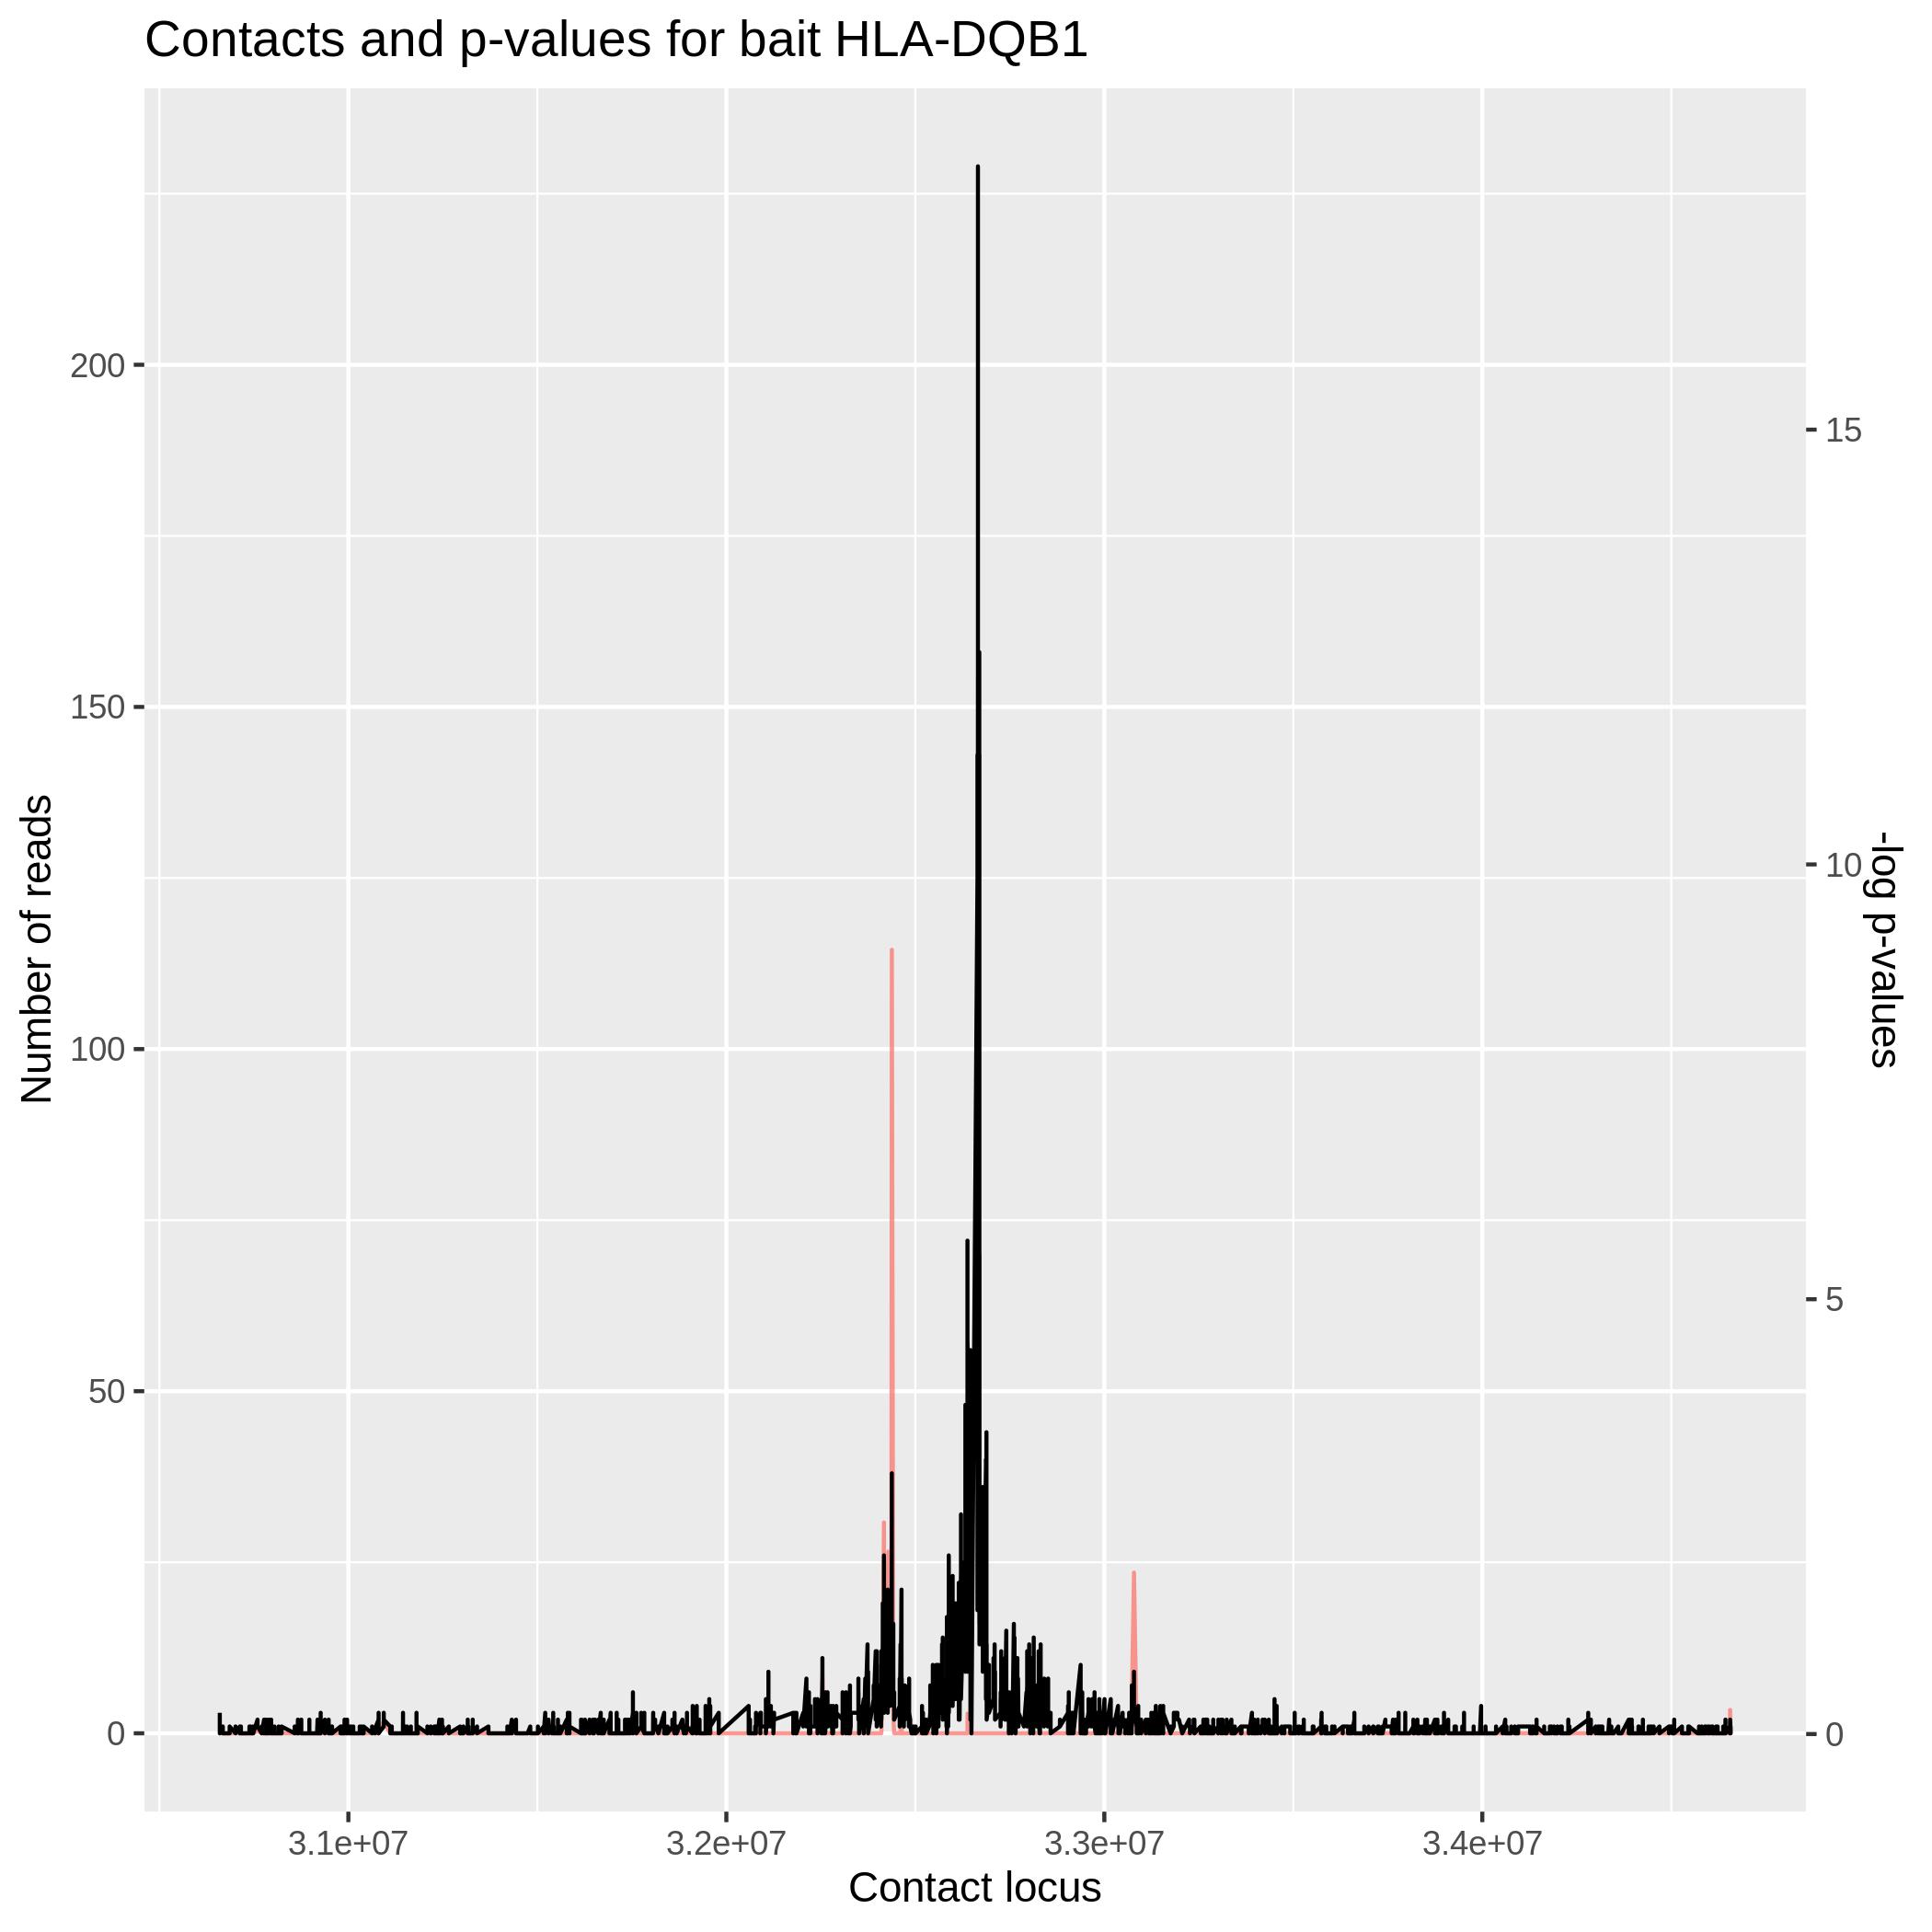 Contacts and p-values for bait HLA-DQB1
200
150
100
50
0
Number of reads
15
10
5
0
-log p-values
3.1e+07 3.2e+07 3.3e+07 3.4e+07
Contact locus